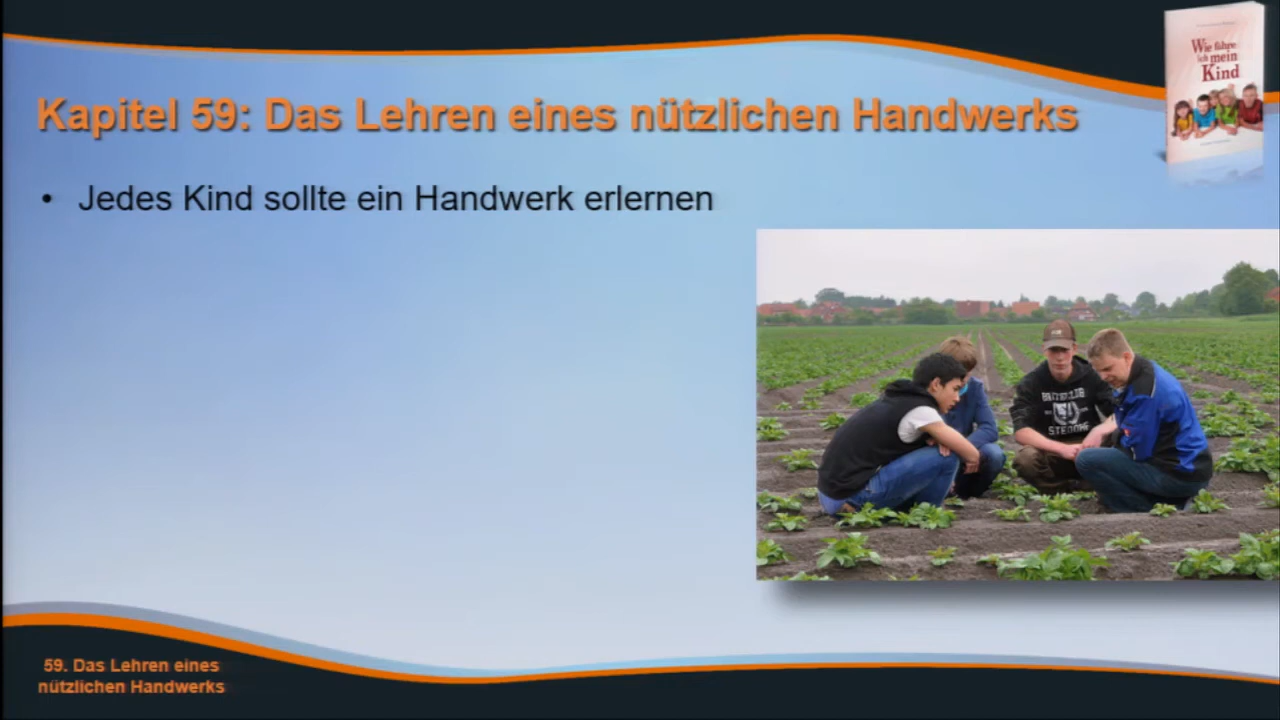 Wie führe
ich mein
Kind
Kapitel 59: Das Lehren eines nützlichen Handwerks
• Jedes Kind sollte ein Handwerk erlernen
59. Das Lehren eines
nützlichen Handwerks